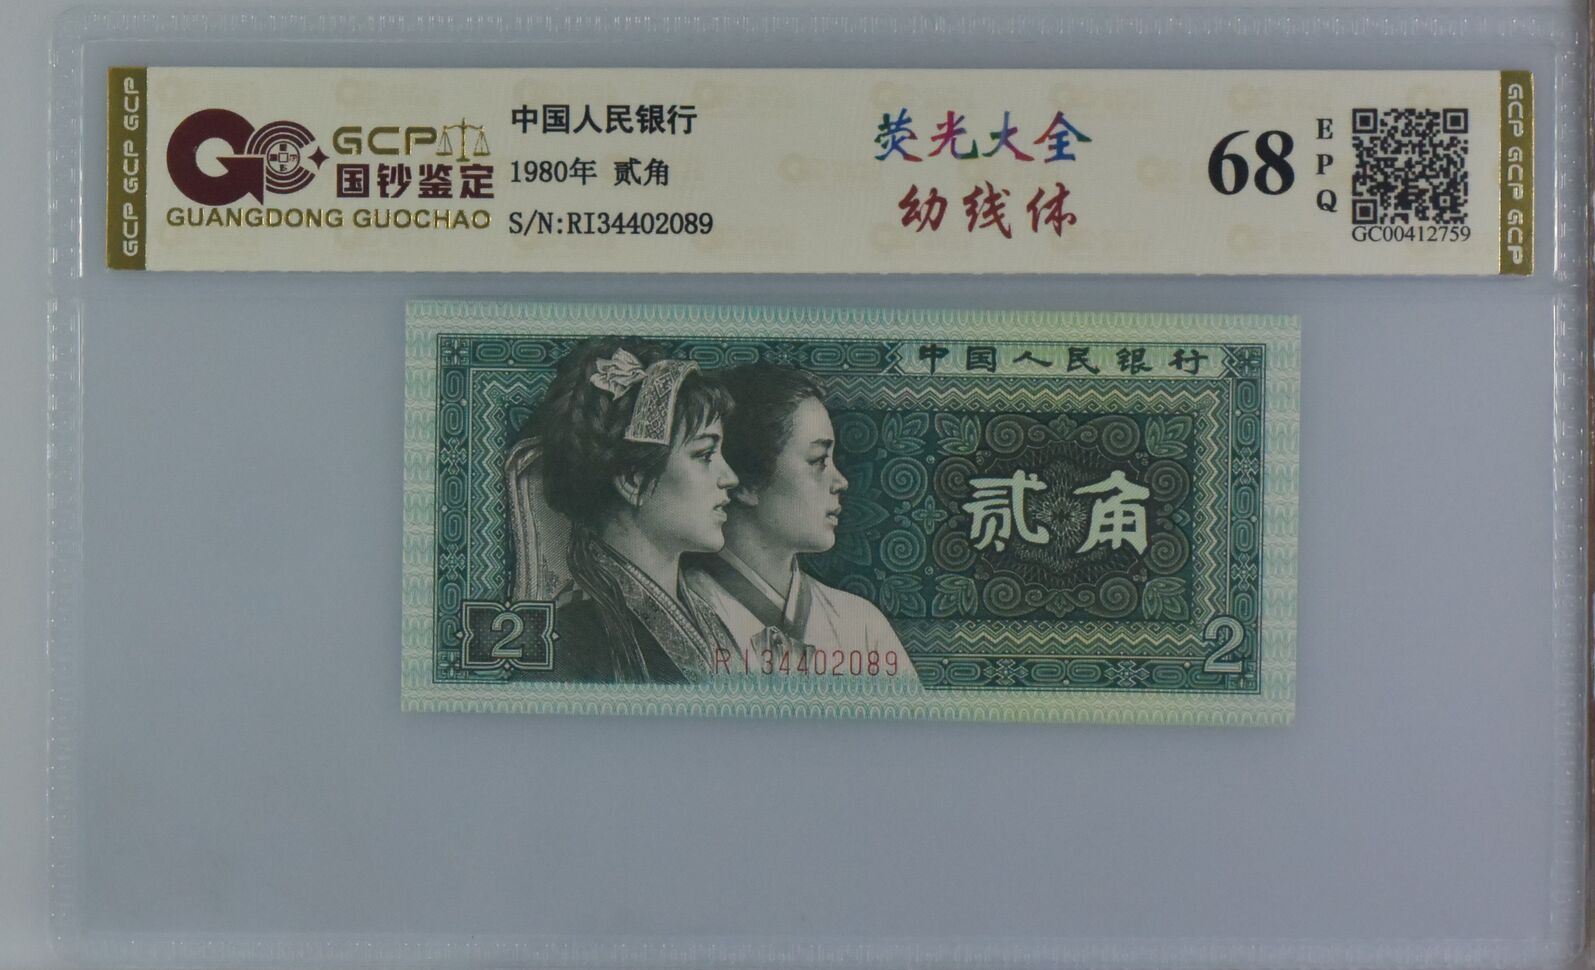 GCP GCP GCP
GCP
国钞鉴定
GUANGDONG GUOCHAO
中国人民银行
1980年 贰角
S/N:RI34402089
荧光大全
幼线体
68
EPQ
GC00412759
GCP GCP GCP
中国人民银行
贰角
2
2
RI34402089